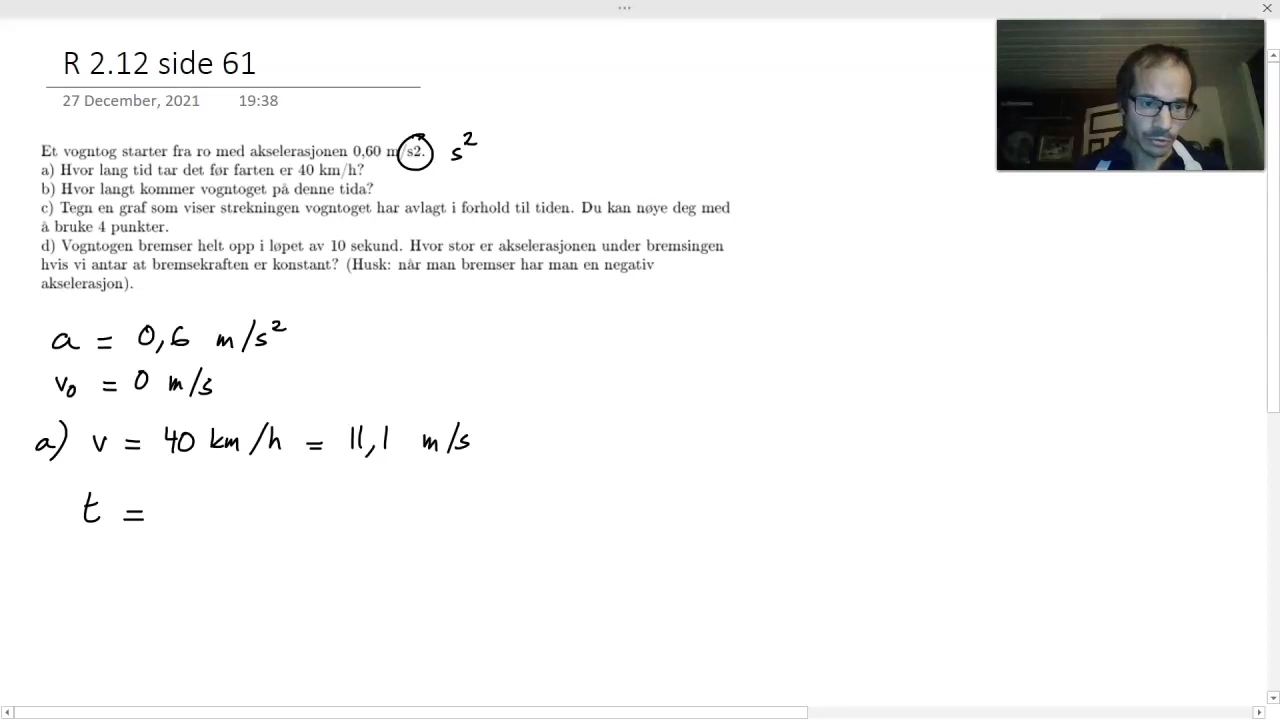 R 2.12 side 61
27 December, 2021 19:38
Et vogntog starter fra ro med akselerasjonen 0,60 m/s2. s²
a) Hvor lang tid tar det før farten er 40 km/h?
b) Hvor langt kommer vogntoget på denne tida?
c) Tegn en graf som viser strekningen vogntoget har avlagt i forhold til tiden. Du kan nøye deg med
å bruke 4 punkter.
d) Vogntogen bremser helt opp i løpet av 10 sekund. Hvor stor er akselerasjonen under bremsingen
hvis vi antar at bremsekraften er konstant? (Husk: når man bremser har man en negativ
akselerasjon).
a = 0,6 m/s²
v₀ = 0 m/s
a) v = 40 km/h = 11,1 m/s
t =